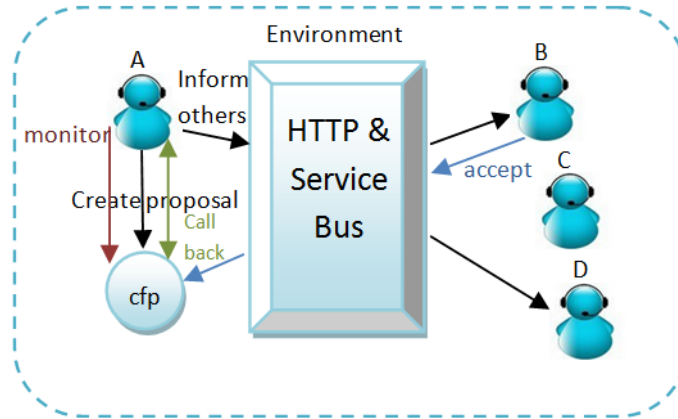 Environment
A
B
Inform
others
monitor
HTTP &
Service
Bus
accept
C
Create proposal
Call
back
D
cfp